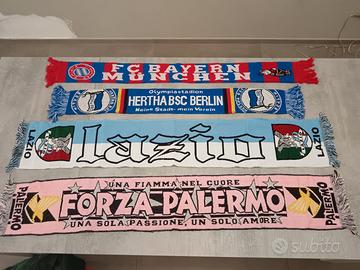 FC BAYERN
MÜNCHEN
Olympiastadion
HERTHA BSC BERLIN
Meine Stadt - mein Verein
LAZIO
Lazio
LAZIO
UNA FIAMMA NEL CUORE
PALERMO
FORZA PALERMO
PALERMO
UNA SOLA PASSIONE, UN SOLO AMORE
subito